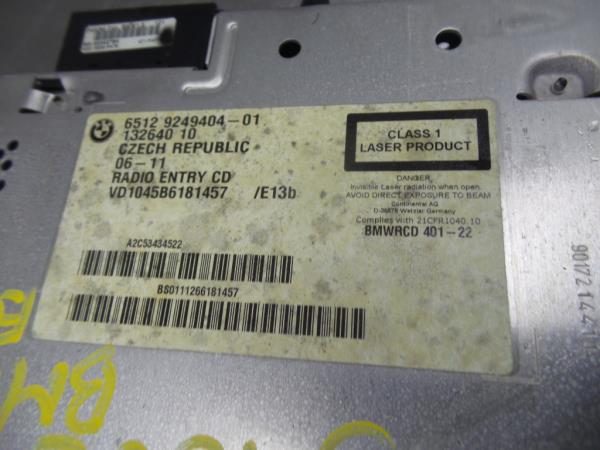 6512 9249404-01
132640 10
CZECH REPUBLIC
06-11
RADIO ENTRY CD
VD1045B6181457 /E13b
A2C53434522
BS0111266181457
CLASS 1
LASER PRODUCT
DANGER
Invisible Laser radiation when open.
AVOID DIRECT EXPOSURE TO BEAM
Continental AG
D-35578 Wetzlar Germany
Complies with 21CFR1040.10
BMWRCD 401-22
BM